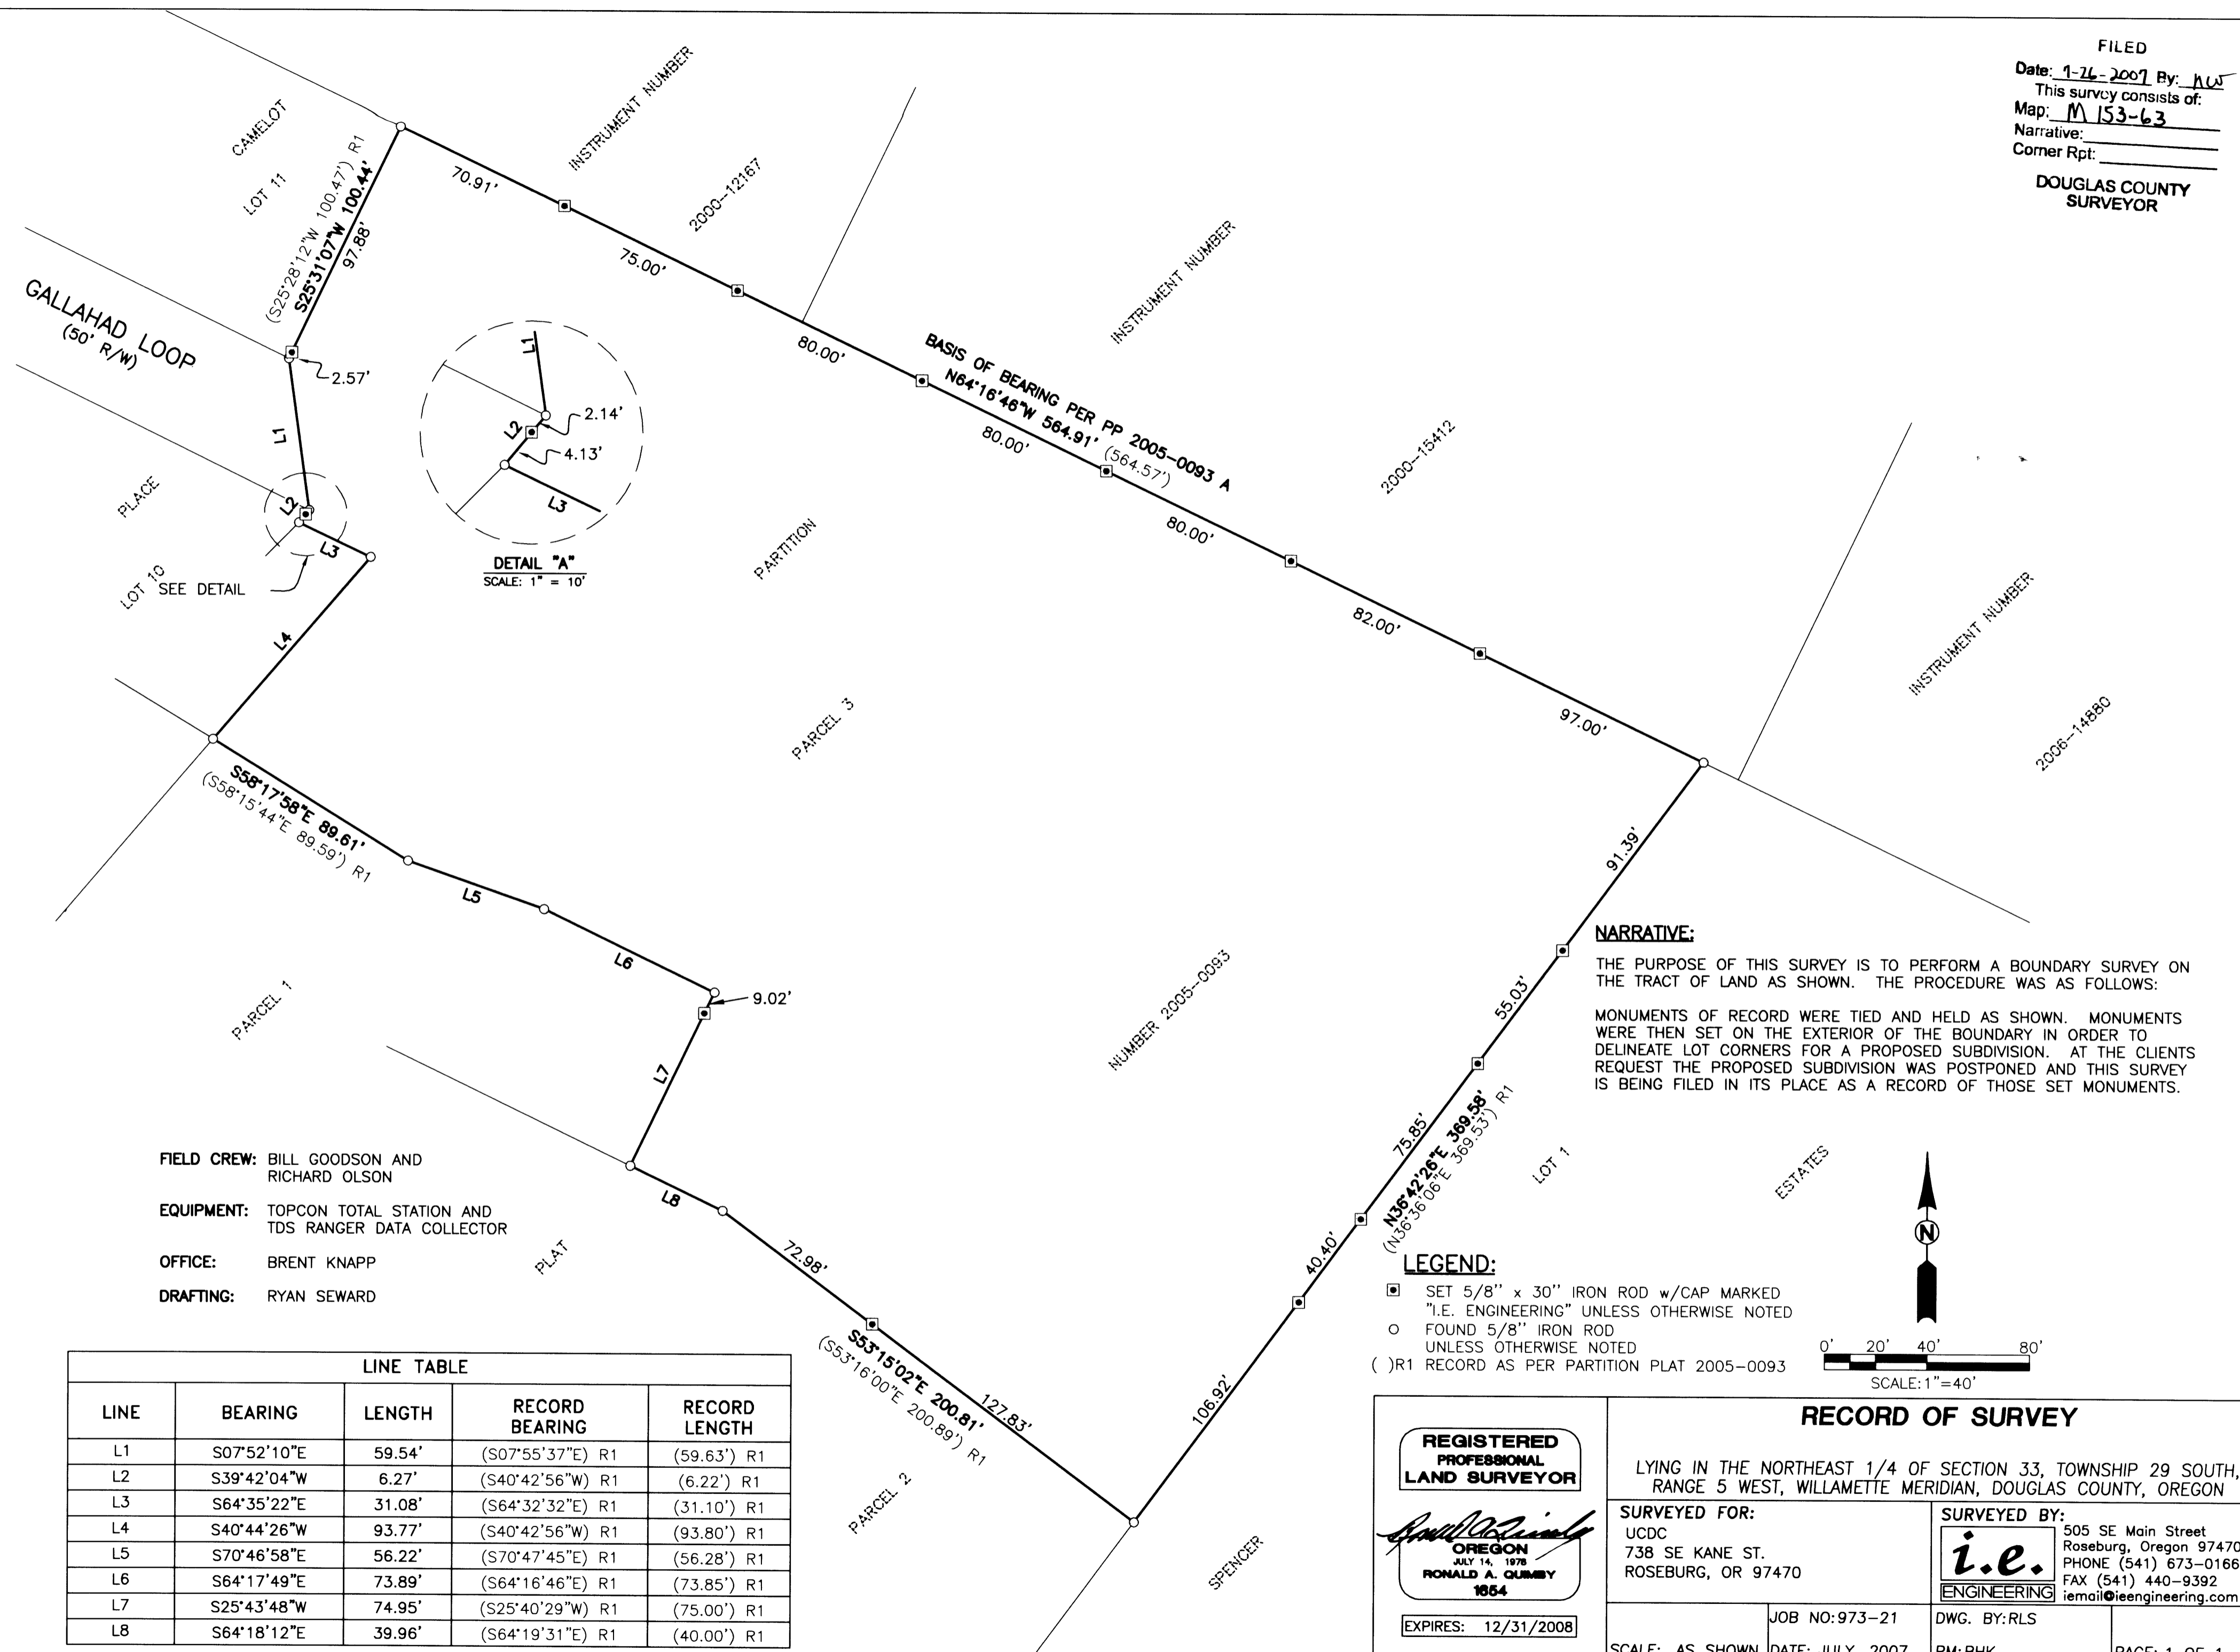 FILED
Date: 7-26-2007 By: NW
This survey consists of:
Map: M 153-63
Narrative:
Corner Rpt:
DOUGLAS COUNTY
SURVEYOR
CAMELOT
LOT 11
(S25°28'12"W 100.47') R1
S25°31'07"W 100.44'
97.88'
GALLAHAD LOOP
(50' R/W)
2.57'
L1
L2
L3
PLACE
LOT 10
SEE DETAIL
L4
L1
2.14'
L2
4.13'
L3
DETAIL "A"
SCALE: 1" = 10'
INSTRUMENT NUMBER
2000-12167
70.91'
75.00'
80.00'
INSTRUMENT NUMBER
2000-15412
BASIS OF BEARING PER PP 2005-0093 A
N64°16'46"W 564.91' (564.57')
80.00'
80.00'
82.00'
97.00'
INSTRUMENT NUMBER
2006-14880
PARTITION
PARCEL 3
NUMBER 2005-0093
S58°17'58"E 89.61'
(S58°15'44"E 89.59') R1
L5
L6
9.02'
L7
PARCEL 1
L8
PLAT
72.98'
S53°15'02"E 200.81'
(S53°16'00"E 200.89') R1
127.83'
PARCEL 2
91.39'
55.03'
75.85'
N36°42'26"E 369.58'
(N36°36'06"E 369.53') R1
40.40'
106.92'
LOT 1
SPENCER
ESTATES
NARRATIVE:
THE PURPOSE OF THIS SURVEY IS TO PERFORM A BOUNDARY SURVEY ON
THE TRACT OF LAND AS SHOWN. THE PROCEDURE WAS AS FOLLOWS:
MONUMENTS OF RECORD WERE TIED AND HELD AS SHOWN. MONUMENTS
WERE THEN SET ON THE EXTERIOR OF THE BOUNDARY IN ORDER TO
DELINEATE LOT CORNERS FOR A PROPOSED SUBDIVISION. AT THE CLIENTS
REQUEST THE PROPOSED SUBDIVISION WAS POSTPONED AND THIS SURVEY
IS BEING FILED IN ITS PLACE AS A RECORD OF THOSE SET MONUMENTS.
FIELD CREW: BILL GOODSON AND
RICHARD OLSON
EQUIPMENT: TOPCON TOTAL STATION AND
TDS RANGER DATA COLLECTOR
OFFICE: BRENT KNAPP
DRAFTING: RYAN SEWARD
LEGEND:
SET 5/8'' x 30'' IRON ROD w/CAP MARKED
"I.E. ENGINEERING" UNLESS OTHERWISE NOTED
FOUND 5/8'' IRON ROD
UNLESS OTHERWISE NOTED
( )R1 RECORD AS PER PARTITION PLAT 2005-0093
N
0' 20' 40' 80'
SCALE: 1"=40'
LINE TABLE
LINE BEARING LENGTH RECORD BEARING RECORD LENGTH
L1 S07°52'10"E 59.54' (S07°55'37"E) R1 (59.63') R1
L2 S39°42'04"W 6.27' (S40°42'56"W) R1 (6.22') R1
L3 S64°35'22"E 31.08' (S64°32'32"E) R1 (31.10') R1
L4 S40°44'26"W 93.77' (S40°42'56"W) R1 (93.80') R1
L5 S70°46'58"E 56.22' (S70°47'45"E) R1 (56.28') R1
L6 S64°17'49"E 73.89' (S64°16'46"E) R1 (73.85') R1
L7 S25°43'48"W 74.95' (S25°40'29"W) R1 (75.00') R1
L8 S64°18'12"E 39.96' (S64°19'31"E) R1 (40.00') R1
REGISTERED
PROFESSIONAL
LAND SURVEYOR
OREGON
JULY 14, 1978
RONALD A. QUIMBY
1654
EXPIRES: 12/31/2008
RECORD OF SURVEY
LYING IN THE NORTHEAST 1/4 OF SECTION 33, TOWNSHIP 29 SOUTH,
RANGE 5 WEST, WILLAMETTE MERIDIAN, DOUGLAS COUNTY, OREGON
SURVEYED FOR:
UCDC
738 SE KANE ST.
ROSEBURG, OR 97470
SURVEYED BY:
i.e.
ENGINEERING
505 SE Main Street
Roseburg, Oregon 97470
PHONE (541) 673-0166
FAX (541) 440-9392
iemail@ieengineering.com
JOB NO: 973-21
DWG. BY: RLS
SCALE: AS SHOWN
DATE: JULY, 2007